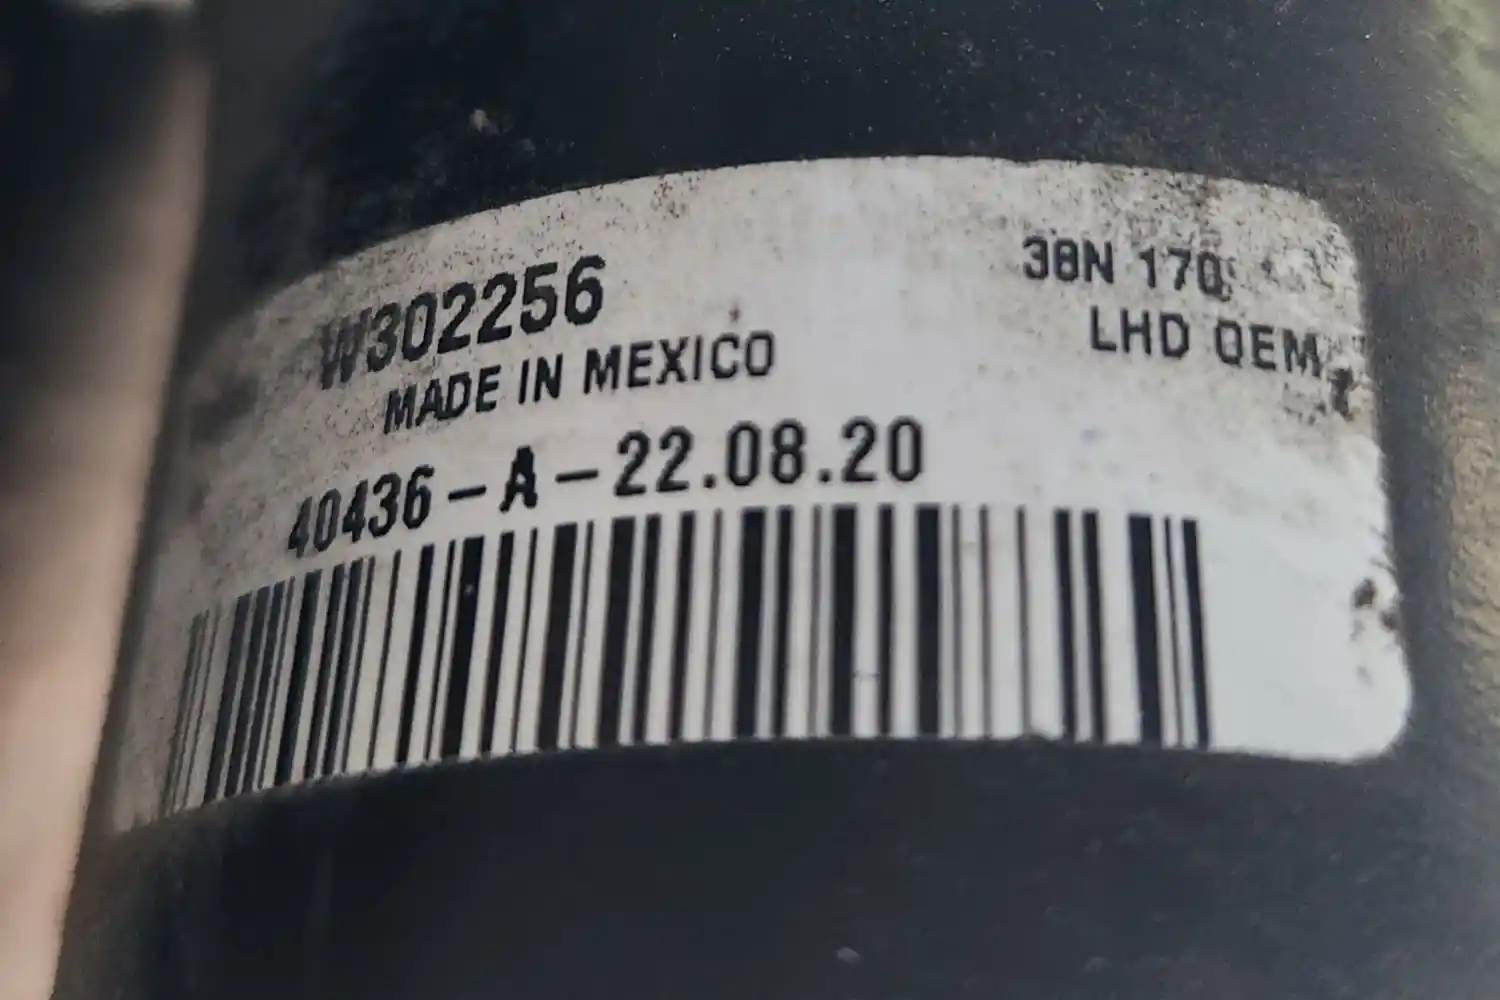 W302256
38N 170
MADE IN MEXICO
LHD OEM
40436-A-22.08.20